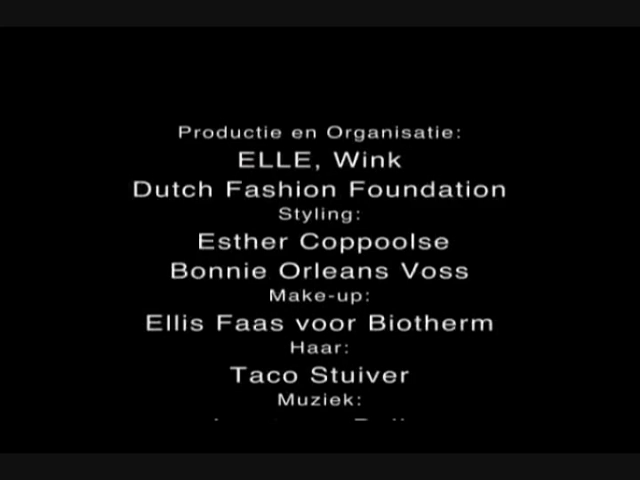 Productie en Organisatie:
ELLE, Wink
Dutch Fashion Foundation
Styling:
Esther Coppoolse
Bonnie Orleans Voss
Make-up:
Ellis Faas voor Biotherm
Haar:
Taco Stuiver
Muziek: